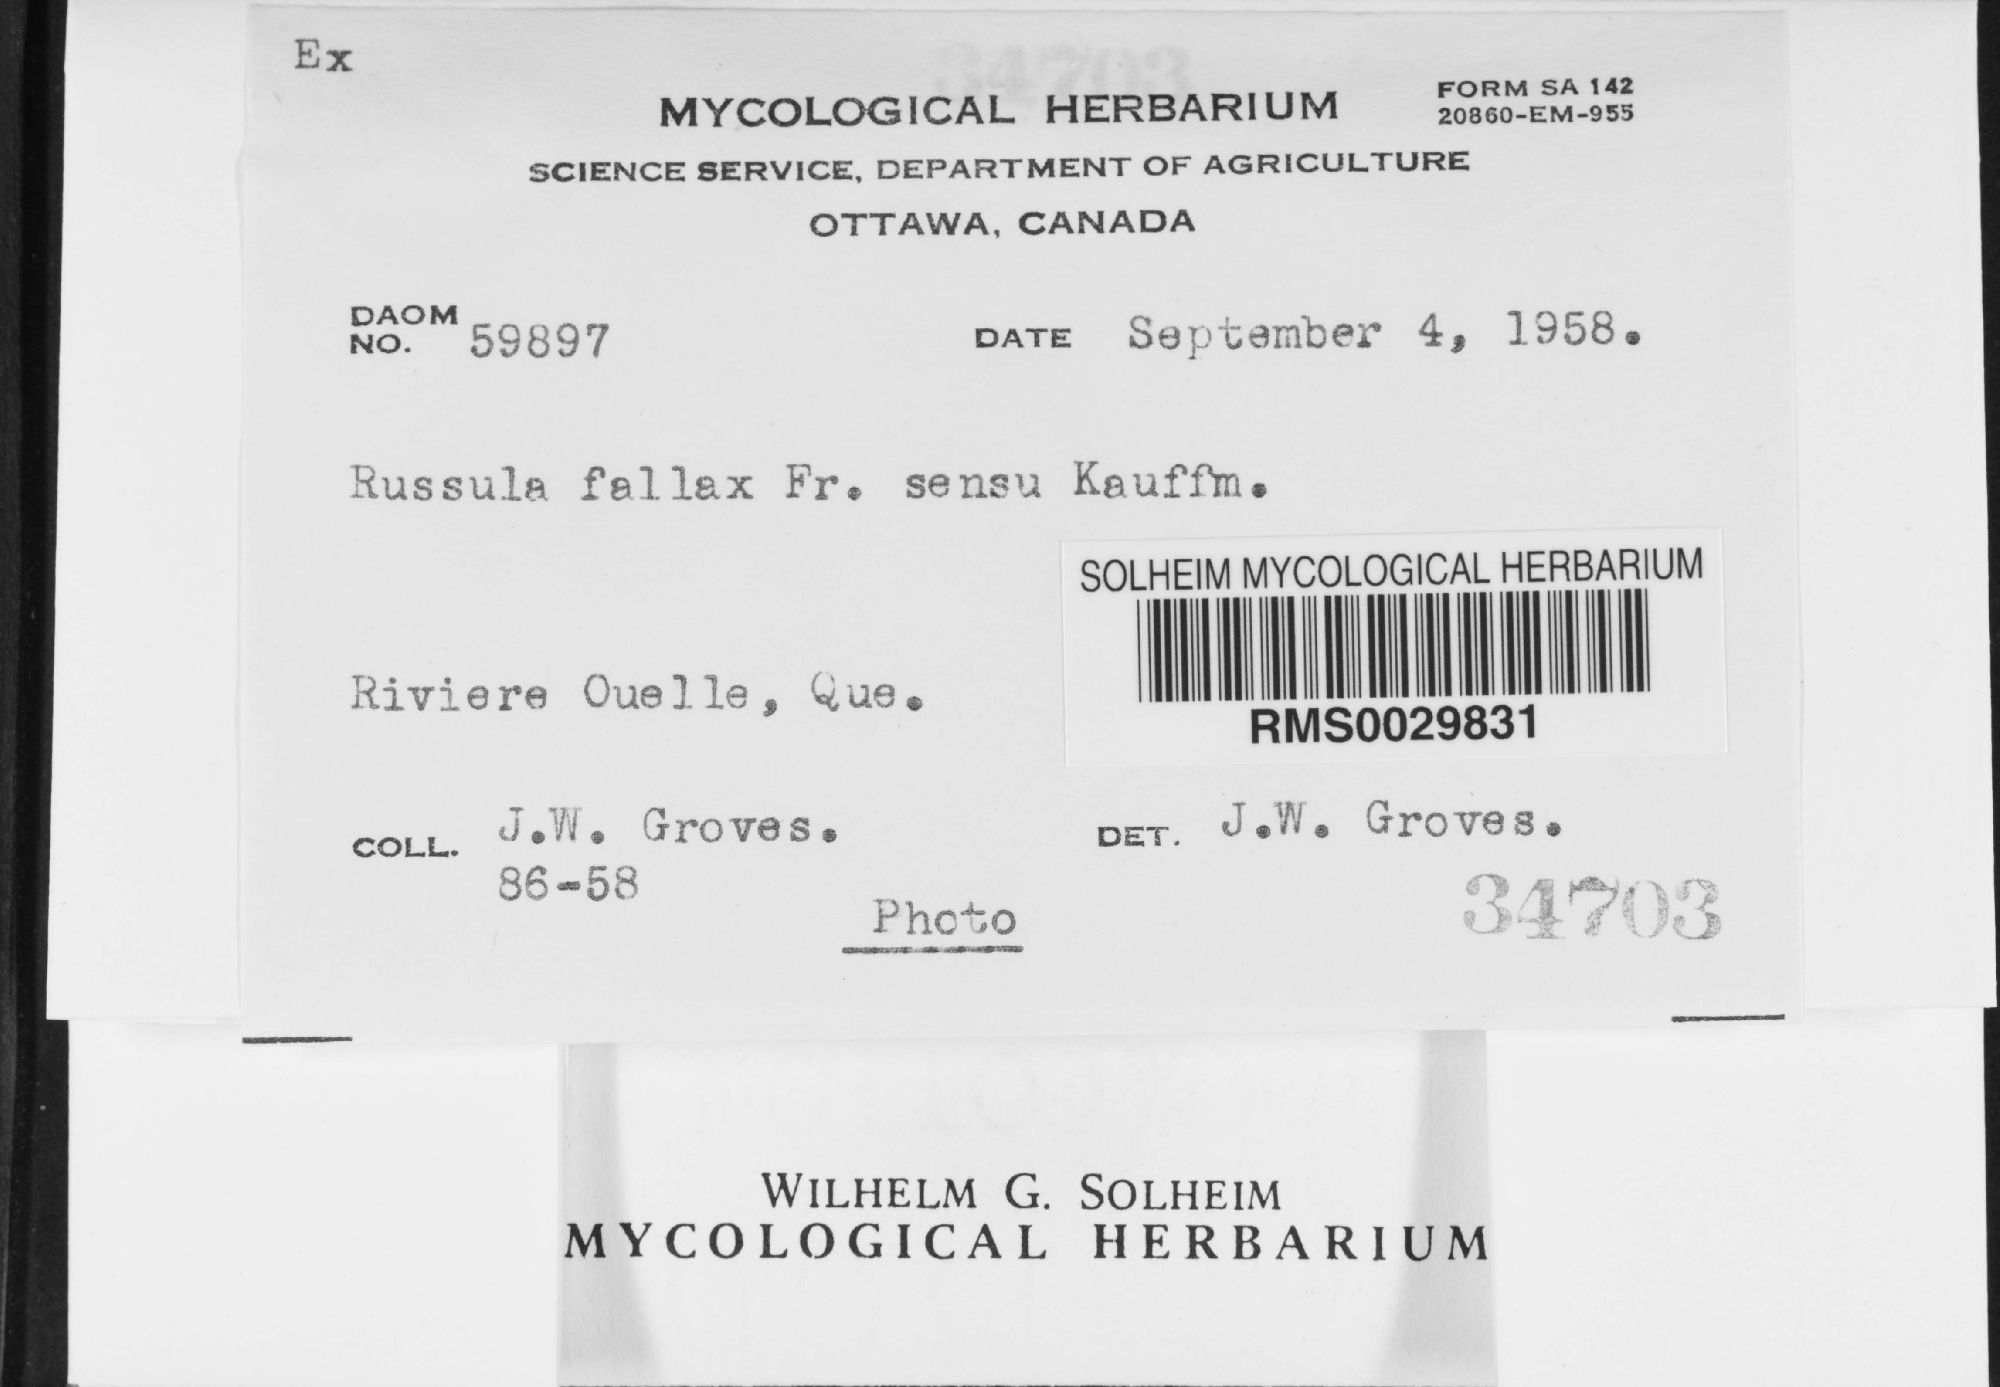 Ex
MYCOLOGICAL HERBARIUM
FORM SA 142
20860-EM-955
SCIENCE SERVICE, DEPARTMENT OF AGRICULTURE
OTTAWA, CANADA
DAOM
NO. 59897
DATE September 4, 1958.
Russula fallax Fr. sensu Kauffm.
SOLHEIM MYCOLOGICAL HERBARIUM
RMS0029831
Riviere Ouelle, Que.
COLL. J.W. Groves.
DET. J.W. Groves.
86-58
Photo
34703
WILHELM G. SOLHEIM
MYCOLOGICAL HERBARIUM